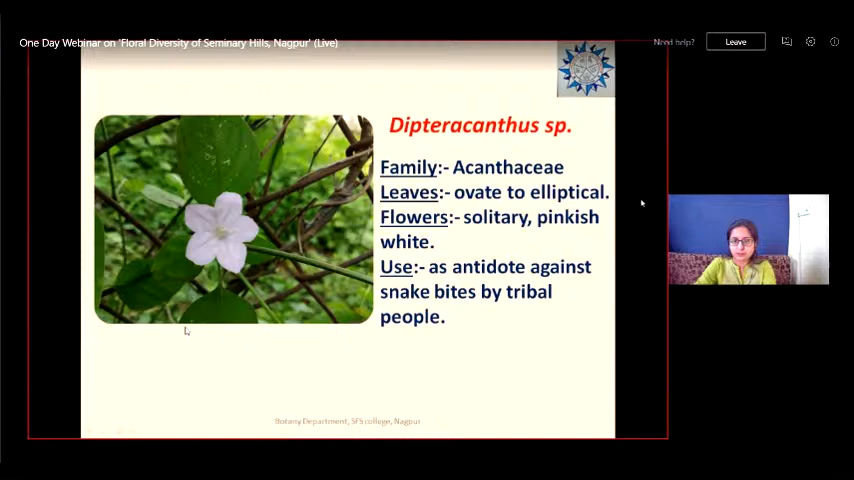 One Day Webinar on 'Floral Diversity of Seminary Hills, Nagpur' (Live)
Need help?
Leave
Dipteracanthus sp.
Family:- Acanthaceae
Leaves:- ovate to elliptical.
Flowers:- solitary, pinkish
white.
Use:- as antidote against
snake bites by tribal
people.
Botany Department, SFS college, Nagpur